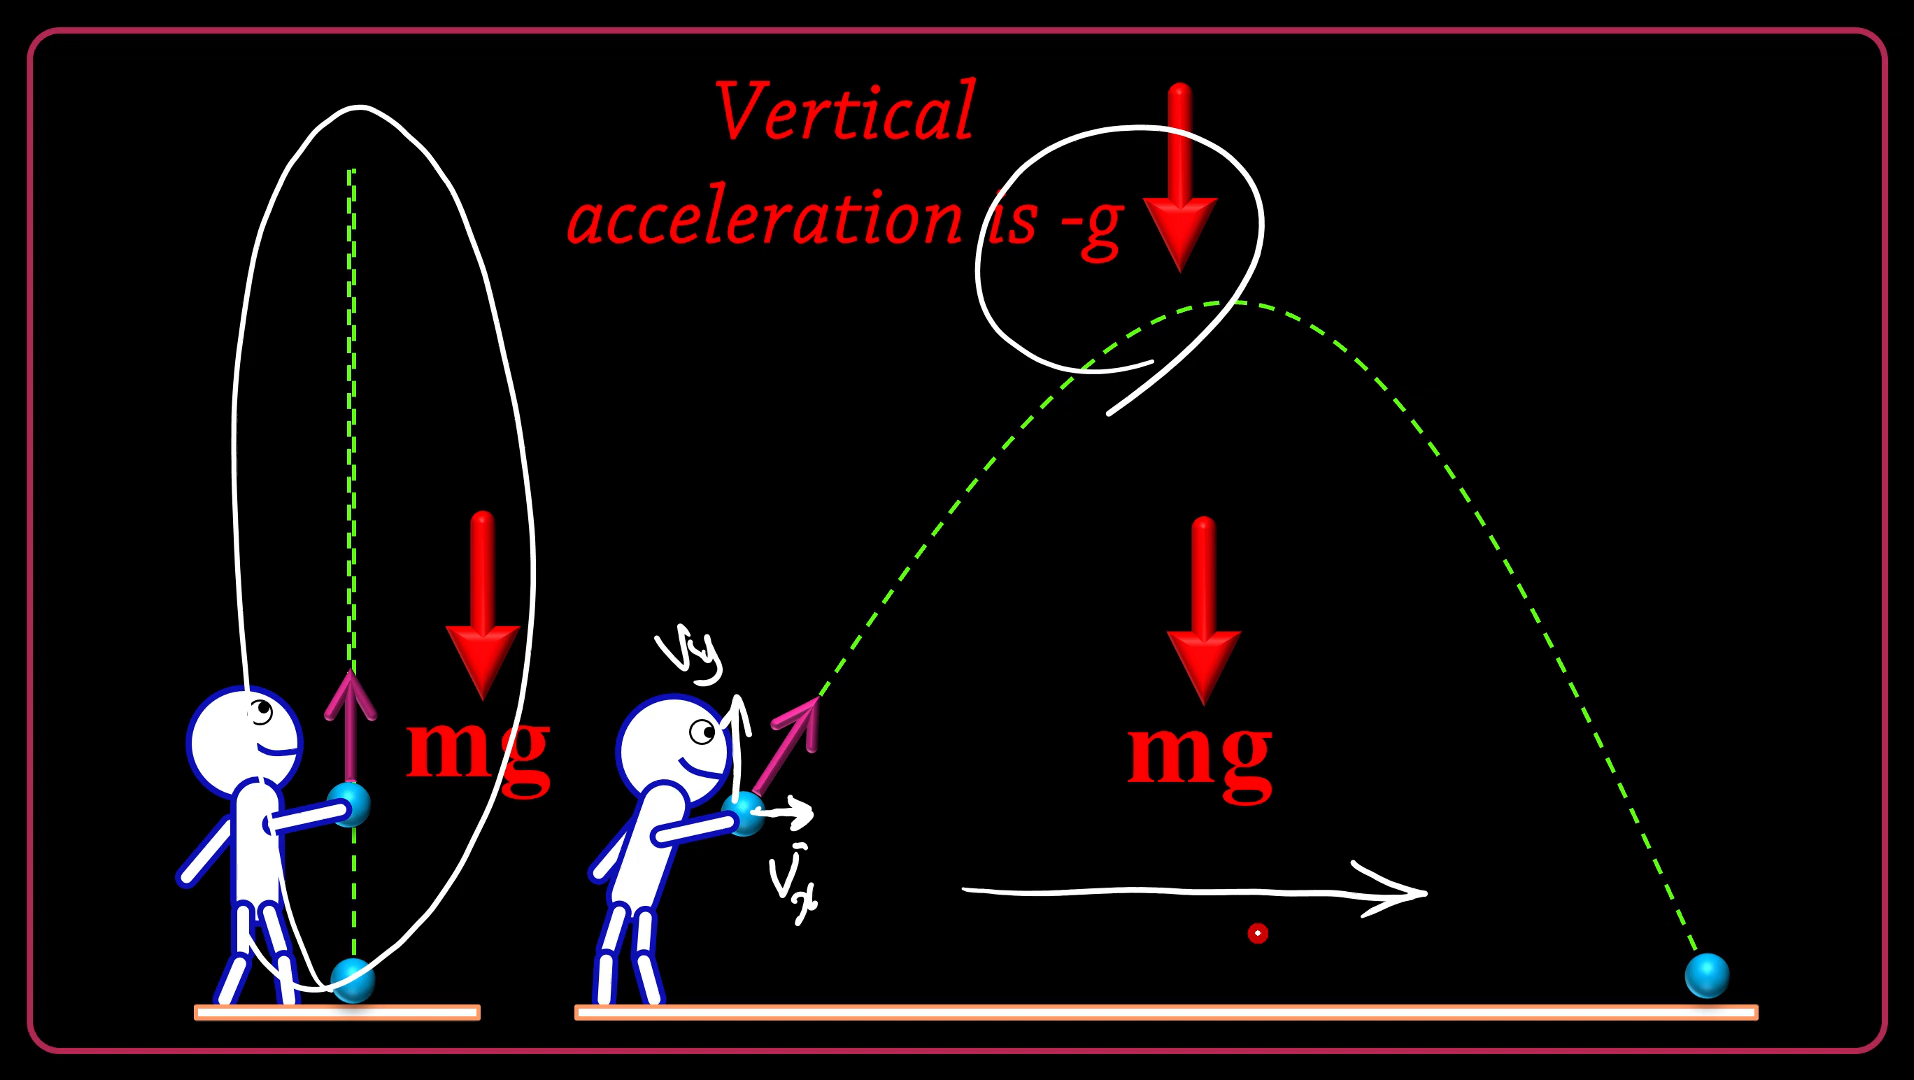 Vertical
acceleration is -g
Vy
mg
mg
Vx